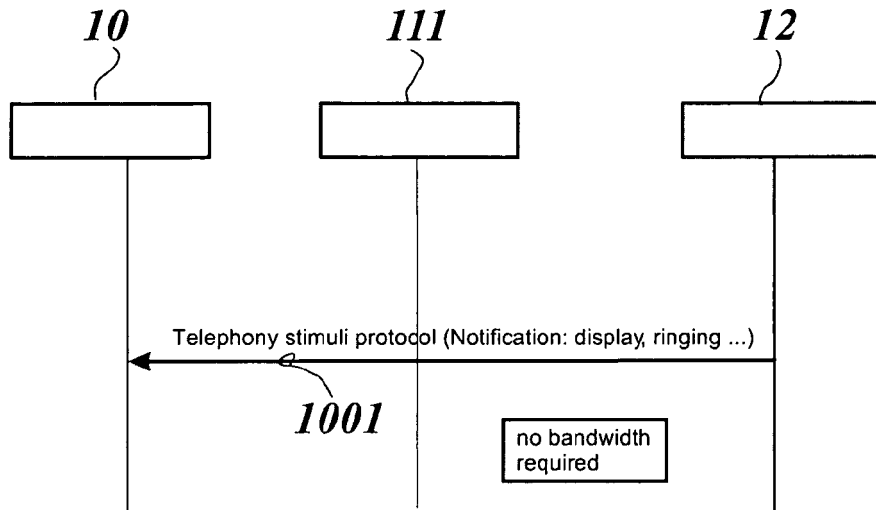 10
111
12
Telephony stimuli protocol (Notification: display, ringing ...)
1001
no bandwidth
required